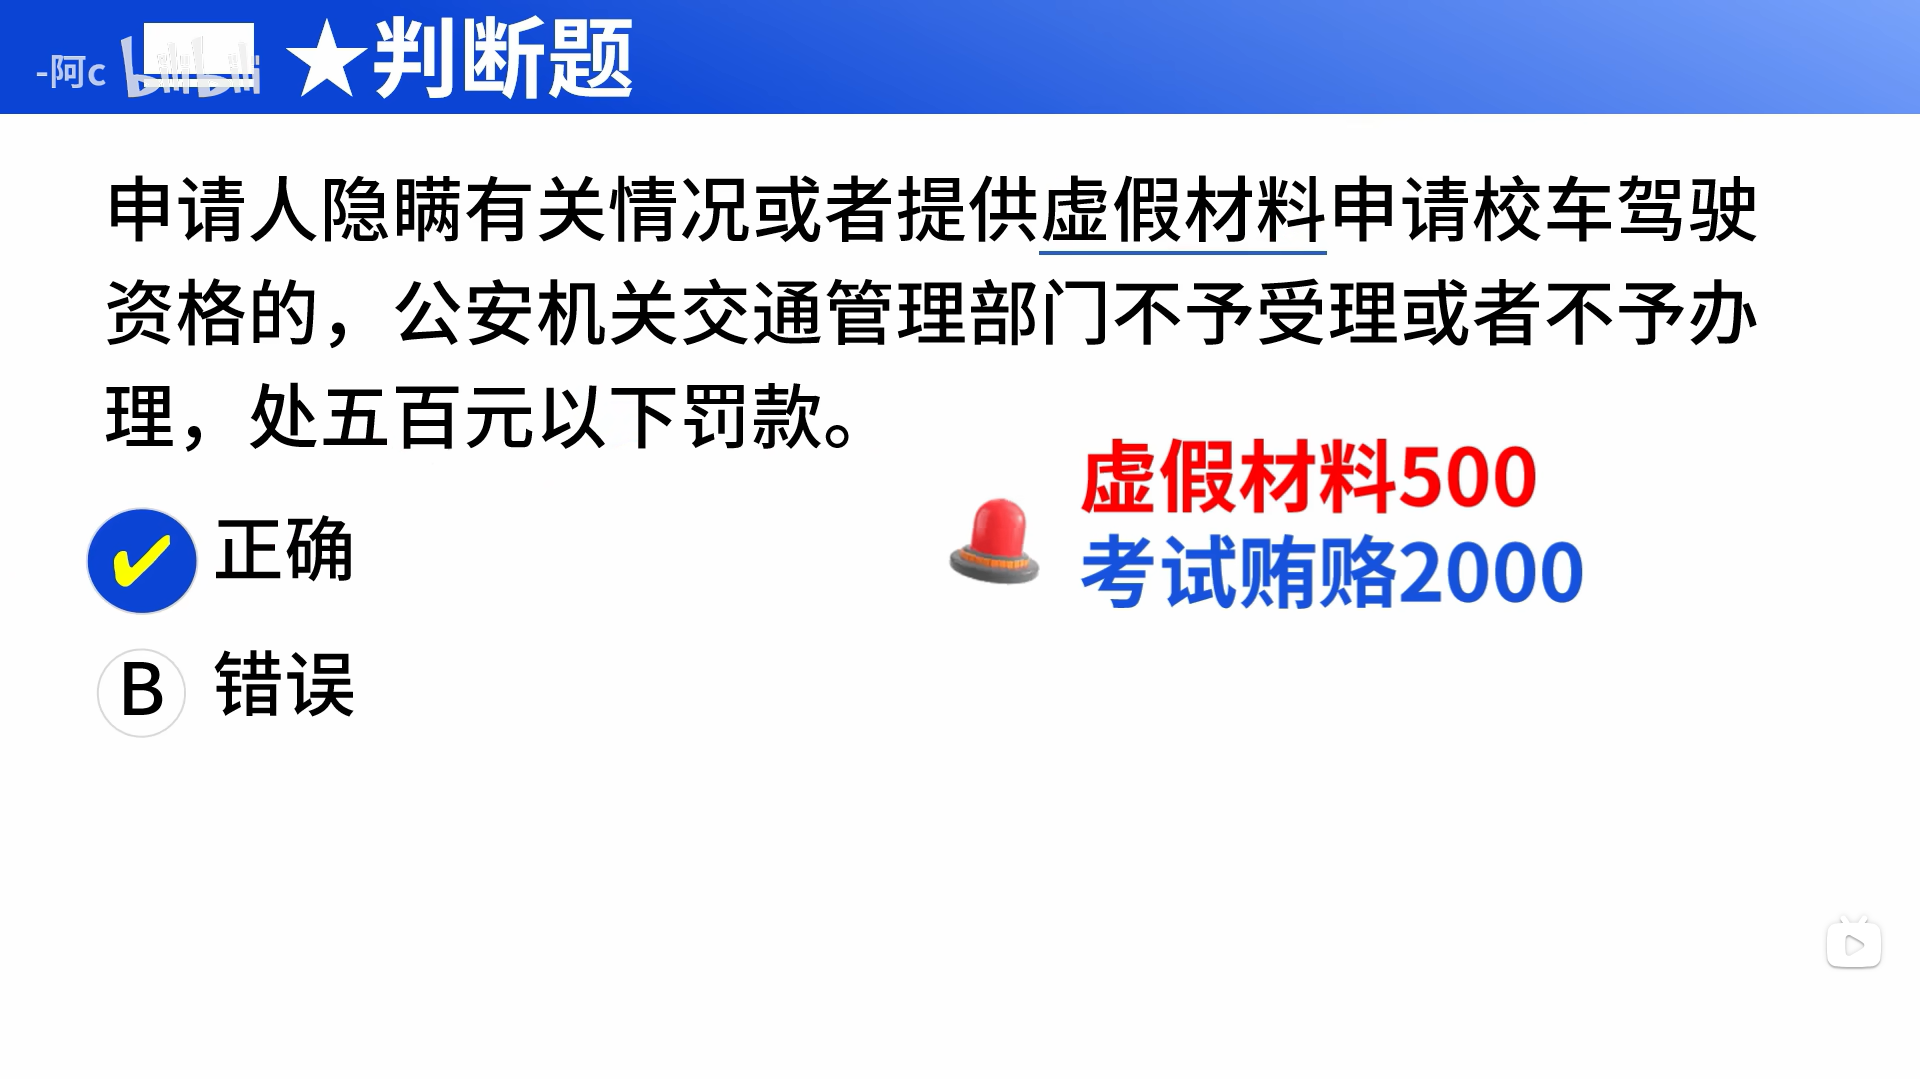 -阿c bilibili ★判断题
申请人隐瞒有关情况或者提供虚假材料申请校车驾驶
资格的，公安机关交通管理部门不予受理或者不予办
理，处五百元以下罚款。
虚假材料500
考试贿赂2000
✓ 正确
B 错误